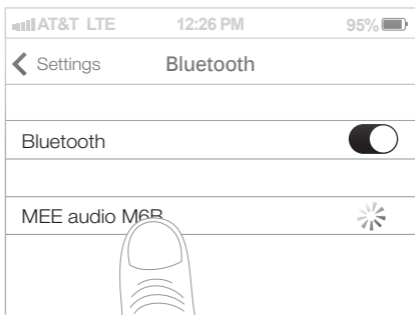 AT&T LTE 12:26 PM 95%
Settings Bluetooth
Bluetooth
MEE audio M6B